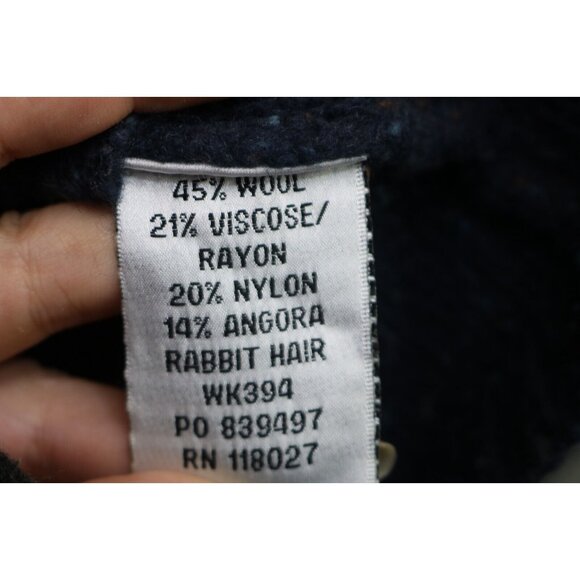 45% WOOL
21% VISCOSE/
RAYON
20% NYLON
14% ANGORA
RABBIT HAIR
WK394
PO 839497
RN 118027